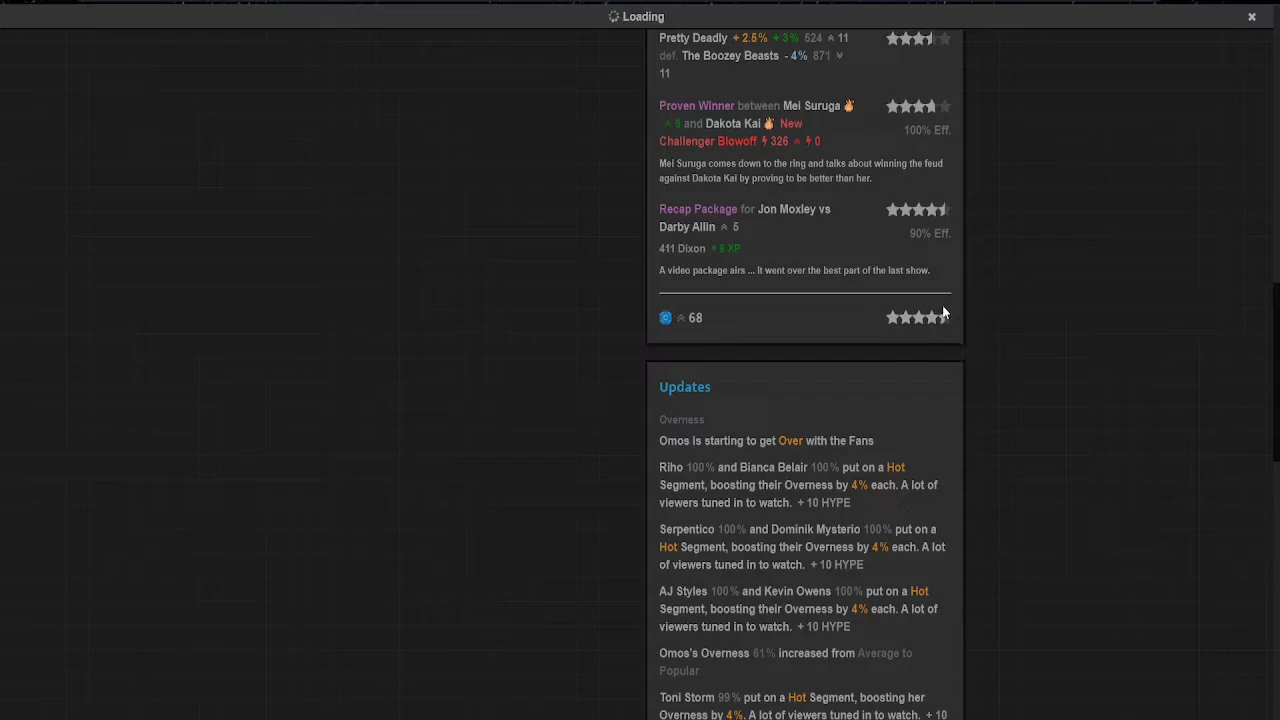 Loading
Pretty Deadly + 2.5% + 3% 524 11
def. The Boozey Beasts - 4% 871
11
Proven Winner between Mei Suruga
6 and Dakota Kai New
Challenger Blowoff 326 0
100% Eff.
Mei Suruga comes down to the ring and talks about winning the feud
against Dakota Kai by proving to be better than her.
Recap Package for Jon Moxley vs
Darby Allin 5
90% Eff.
411 Dixon + 6 XP
A video package airs ... It went over the best part of the last show.
C 68
Updates
Overness
Omos is starting to get Over with the Fans
Riho 100% and Bianca Belair 100% put on a Hot
Segment, boosting their Overness by 4% each. A lot of
viewers tuned in to watch. + 10 HYPE
Serpentico 100% and Dominik Mysterio 100% put on a
Hot Segment, boosting their Overness by 4% each. A lot
of viewers tuned in to watch. + 10 HYPE
AJ Styles 100% and Kevin Owens 100% put on a Hot
Segment, boosting their Overness by 4% each. A lot of
viewers tuned in to watch. + 10 HYPE
Omos's Overness 61% increased from Average to
Popular
Toni Storm 99% put on a Hot Segment, boosting her
Overness by 4%. A lot of viewers tuned in to watch. + 10